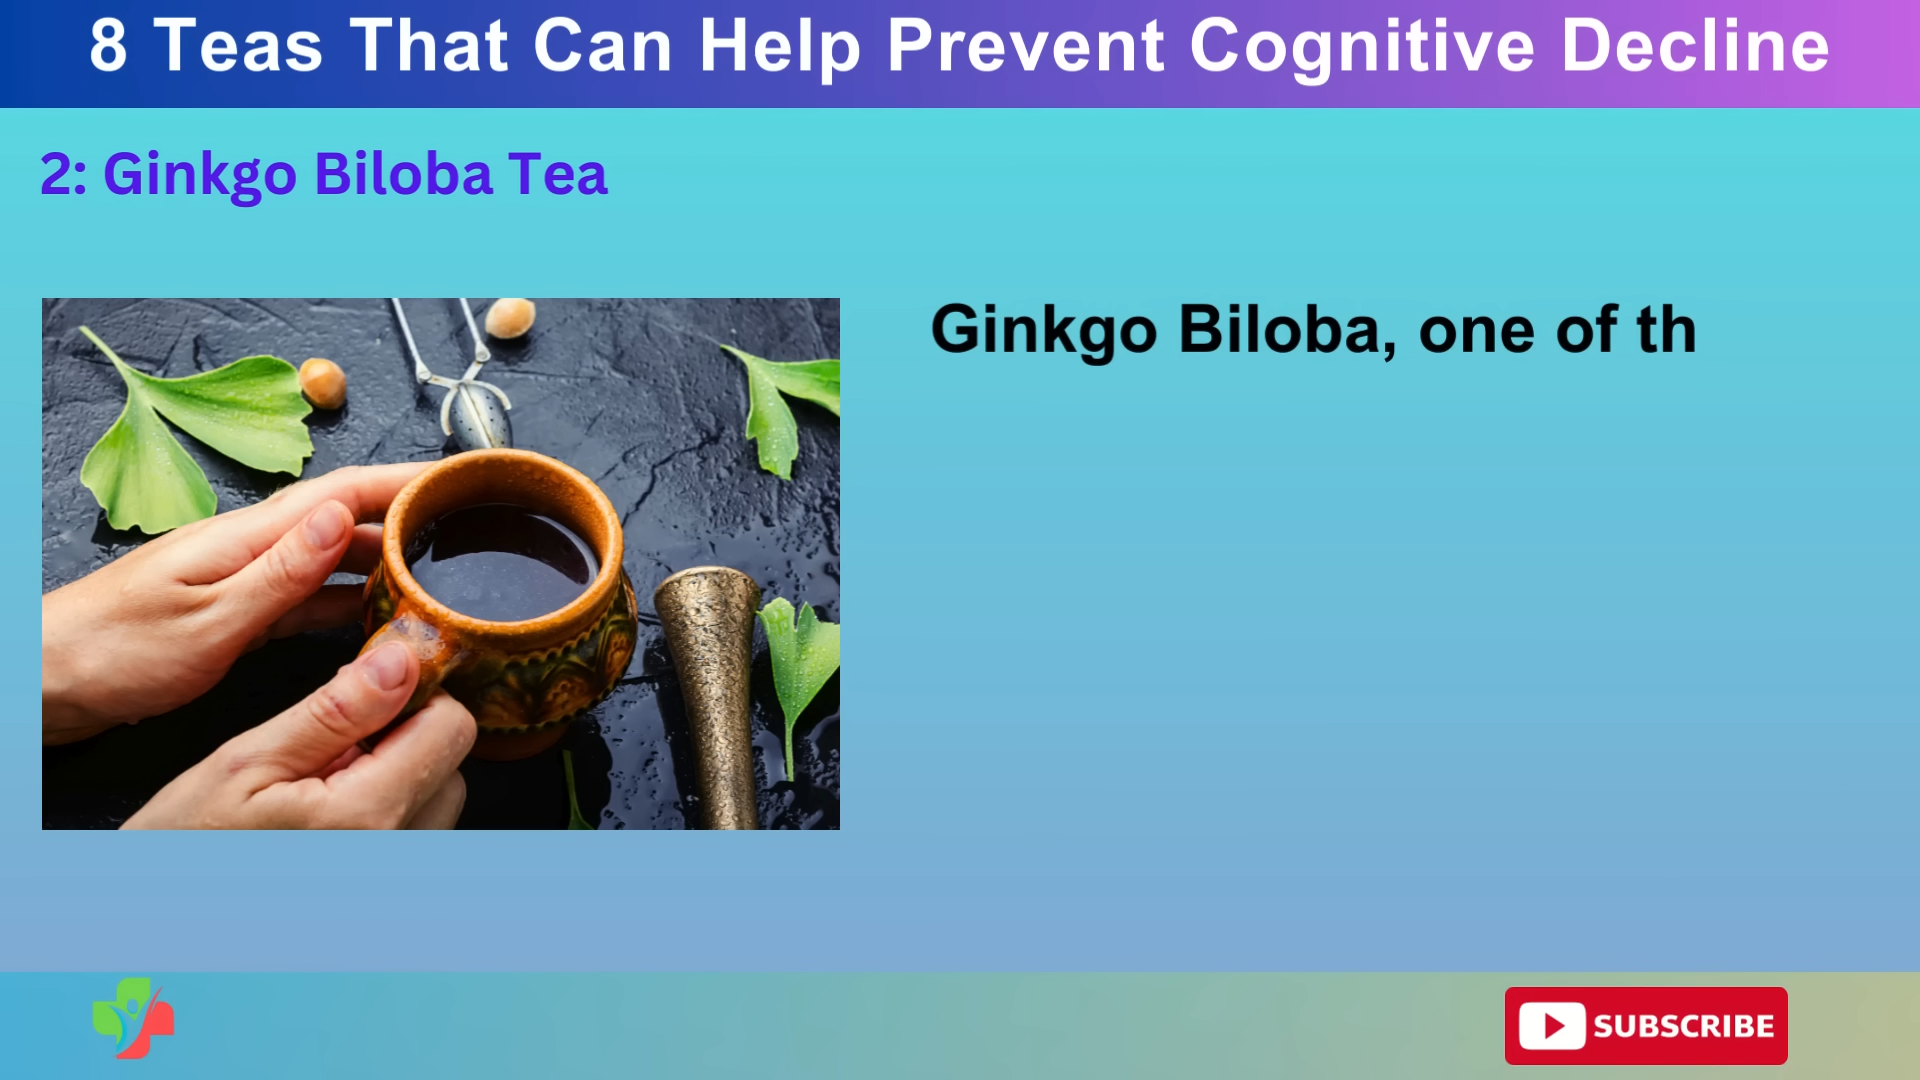 8 Teas That Can Help Prevent Cognitive Decline
2: Ginkgo Biloba Tea
Ginkgo Biloba, one of th
SUBSCRIBE